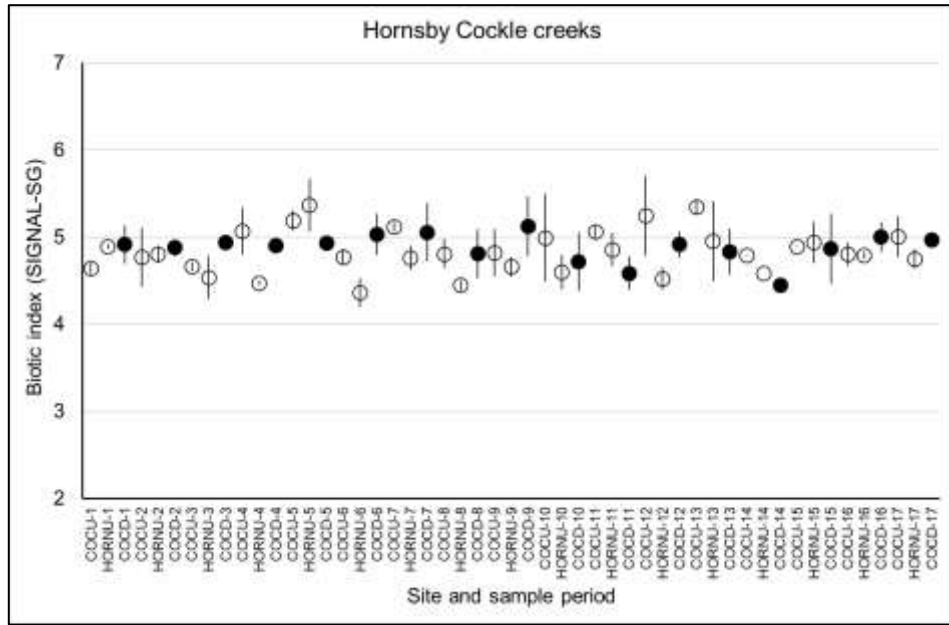 Hornsby Cockle creeks
7
6
5
4
3
2
Biotic index (SIGNAL-SG)
COCU-1
HORNU-1
COCD-1
COCU-2
HORNU-2
COCD-2
COCU-3
HORNU-3
COCD-3
COCU-4
HORNU-4
COCD-4
COCU-5
HORNU-5
COCD-5
COCU-6
HORNU-6
COCD-6
COCU-7
HORNU-7
COCD-7
COCU-8
HORNU-8
COCD-8
COCU-9
HORNU-9
COCD-9
COCU-10
HORNU-10
COCD-10
COCU-11
HORNU-11
COCD-11
COCU-12
HORNU-12
COCD-12
COCU-13
HORNU-13
COCD-13
COCU-14
HORNU-14
COCD-14
COCU-15
HORNU-15
COCD-15
COCU-16
HORNU-16
COCD-16
COCU-17
HORNU-17
COCD-17
Site and sample period